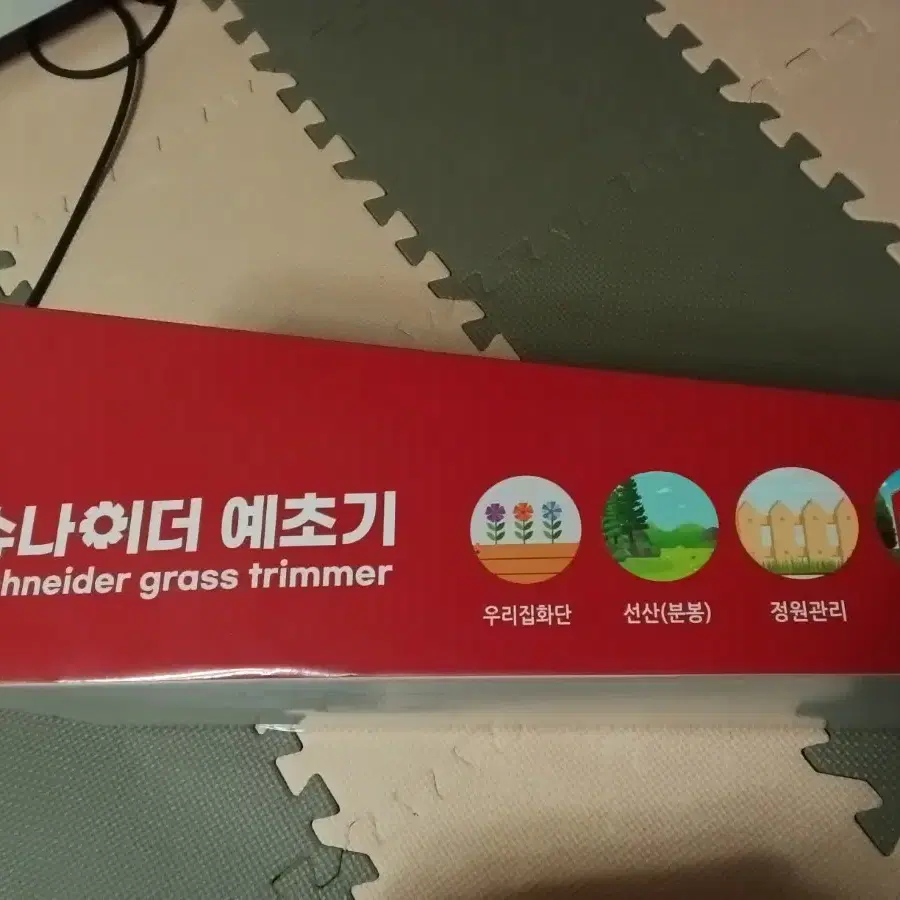 슈나이더 예초기
hneider grass trimmer
우리집화단
선산(분봉)
정원관리